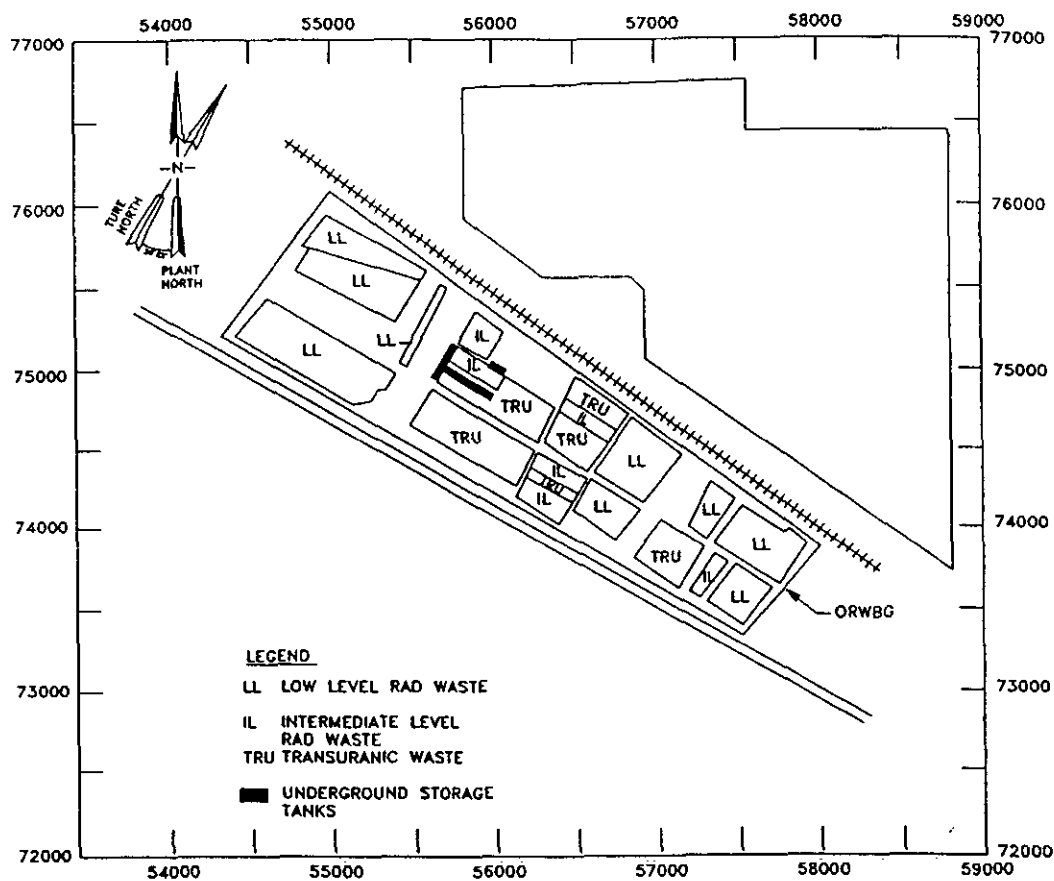 54000 55000 56000 57000 58000 59000
77000 77000
N
TURE NORTH
PLANT NORTH
76000 76000
LL
LL
LL
LL
IL
IL
75000 75000
TRU
TRU
TRU
IL
TRU
LL
IL
TRU
IL
LL
LL
LL
74000 74000
TRU
IL
LL
ORWBG
LEGEND
73000 73000
LL LOW LEVEL RAD WASTE
IL INTERMEDIATE LEVEL
RAD WASTE
TRU TRANSURANIC WASTE
UNDERGROUND STORAGE
TANKS
72000 72000
54000 55000 56000 57000 58000 59000